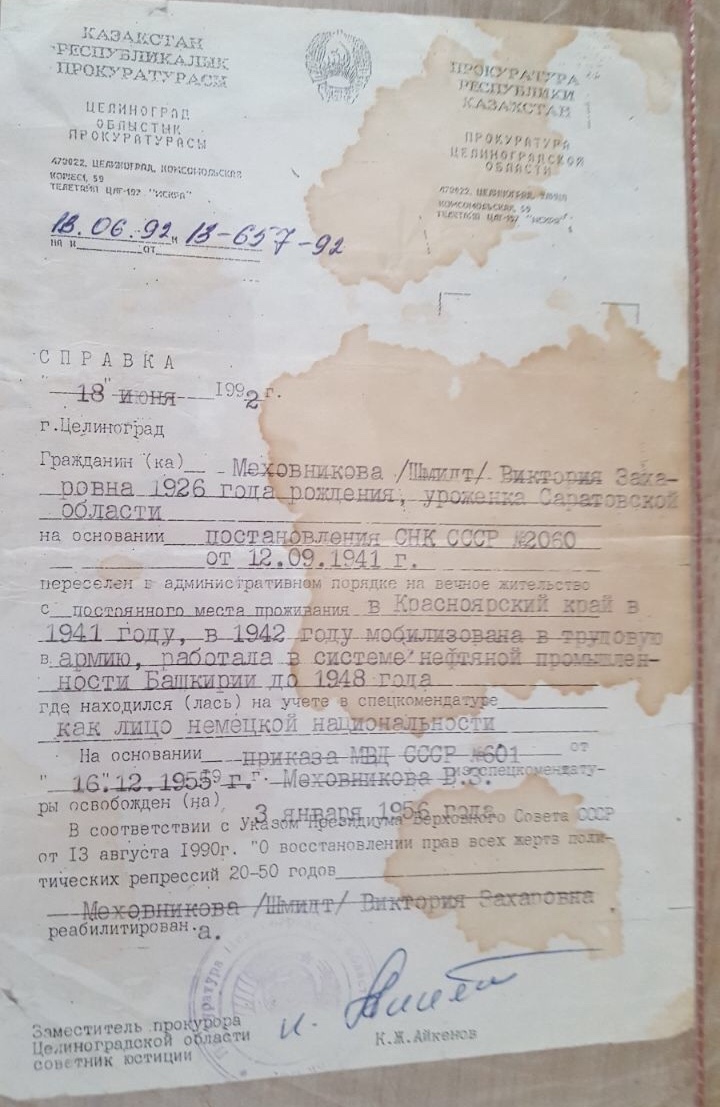 КАЗАКСТАН
РЕСПУБЛИКАЛЫК
ПРОКУРАТУРАСЫ
ЦЕЛИНОГРАД
ОБЛЫСТЫК
ПРОКУРАТУРАСЫ
473022, ЦЕЛИНОГРАД, КОМСОМОЛЬСКАЯ
КӨШЕСІ, 59
ТЕЛЕТАЙП ЦЛГ-107 "ИСКРА"
ПРОКУРАТУРА
РЕСПУБЛИКИ
КАЗАХСТАН
ПРОКУРАТУРА
ЦЕЛИНОГРАДСКОЙ
ОБЛАСТИ
473022, ЦЕЛИНОГРАД, УЛИЦА
КОМСОМОЛЬСКАЯ, 59
ТЕЛЕТАЙП ЦЛГ-107 "ИСКРА"
18.06.92 № 13-657-92
на № от
СПРАВКА
"18" июня 1992 г.
г.Целиноград
Гражданин (ка) Меховникова /Шмидт/ Виктория Заха-
ровна 1926 года рождения, уроженка Саратовской
области
на основании постановления СНК СССР №2060
от 12.09.1941 г.
переселен в административном порядке на вечное жительство
с постоянного места проживания в Красноярский край в
1941 году, в 1942 году мобилизована в трудовую
в армию, работала в системе нефтяной промышлен-
ности Башкирии до 1948 года
где находился (лась) на учете в спецкомендатуре
как лицо немецкой национальности
На основании приказа МВД СССР №601 от
"16" 12.1955 г. Меховникова В.З. из спецкомендату-
ры освобожден (на) 3 января 1956 года
В соответствии с Указом Президиума Верховного Совета СССР
от 13 августа 1990г. "О восстановлении прав всех жертв поли-
тических репрессий 20-50 годов
Меховникова /Шмидт/ Виктория Захаровна
реабилитирован а.
Заместитель прокурора
Целиноградской области
советник юстиции
К.Ж.Айкенов